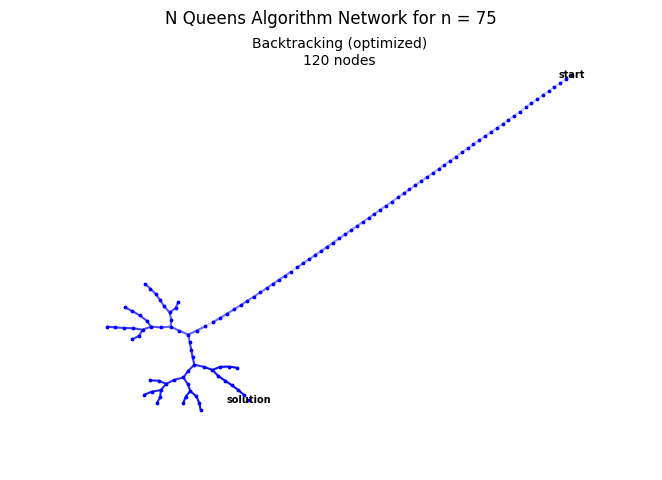 N Queens Algorithm Network for n = 75
Backtracking (optimized)
120 nodes
start
solution